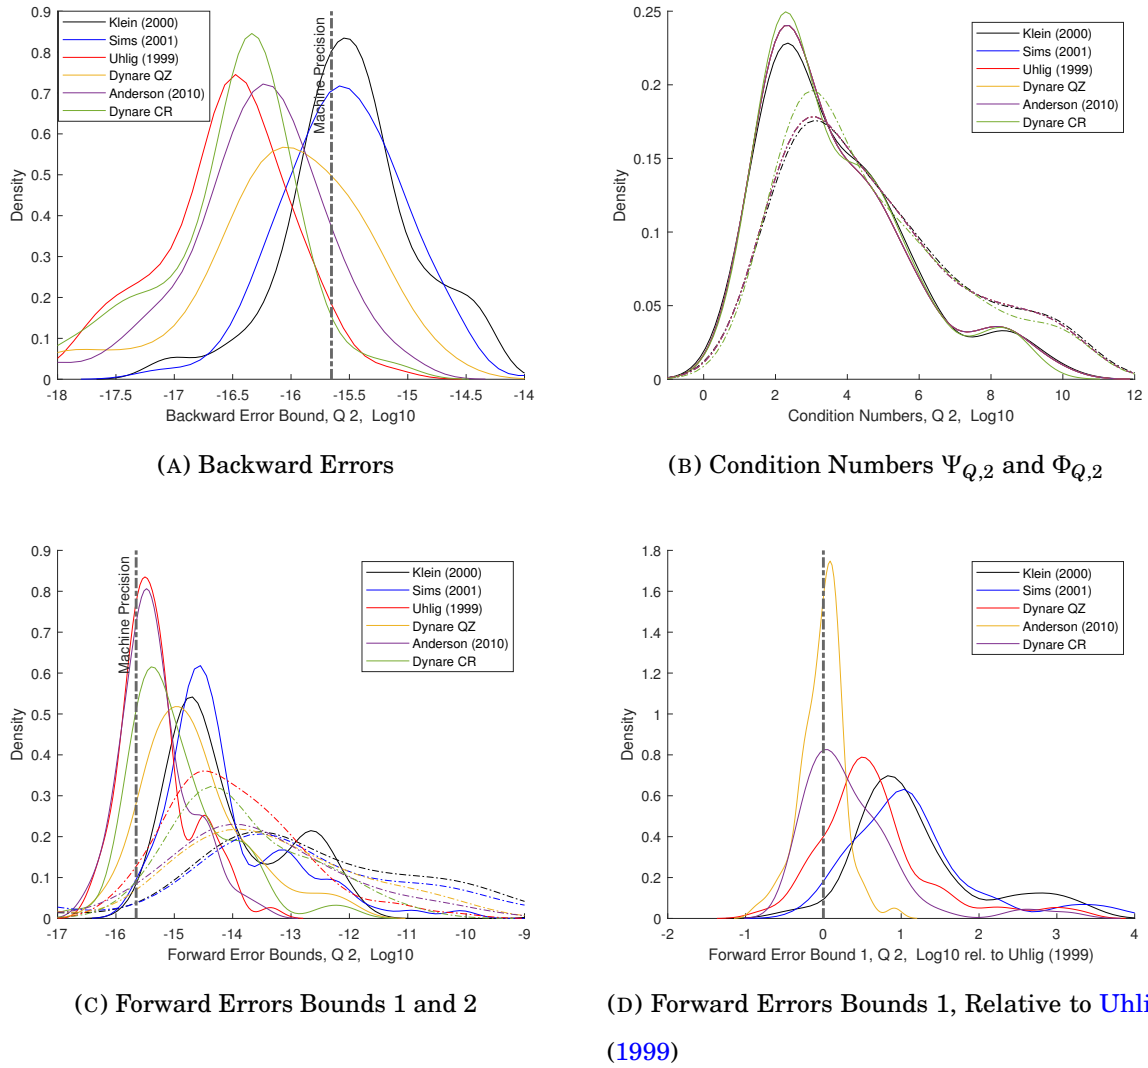 0.9
0.8
0.7
0.6
0.5
0.4
0.3
0.2
0.1
0
Density
Klein (2000)
Sims (2001)
Uhlig (1999)
Dynare QZ
Anderson (2010)
Dynare CR
Machine Precision
-18 -17.5 -17 -16.5 -16 -15.5 -15 -14.5 -14
Backward Error Bound, Q 2, Log10
(A) Backward Errors
0.25
0.2
0.15
0.1
0.05
0
Density
Klein (2000)
Sims (2001)
Uhlig (1999)
Dynare QZ
Anderson (2010)
Dynare CR
0 2 4 6 8 10 12
Condition Numbers, Q 2, Log10
(B) Condition Numbers Ψ_{Q,2} and Φ_{Q,2}
0.9
0.8
0.7
0.6
0.5
0.4
0.3
0.2
0.1
0
Density
Machine Precision
Klein (2000)
Sims (2001)
Uhlig (1999)
Dynare QZ
Anderson (2010)
Dynare CR
-17 -16 -15 -14 -13 -12 -11 -10 -9
Forward Error Bounds, Q 2, Log10
(C) Forward Errors Bounds 1 and 2
1.8
1.6
1.4
1.2
1
0.8
0.6
0.4
0.2
0
Density
Klein (2000)
Sims (2001)
Dynare QZ
Anderson (2010)
Dynare CR
-2 -1 0 1 2 3 4
Forward Error Bound 1, Q 2, Log10 rel. to Uhlig (1999)
(D) Forward Errors Bounds 1, Relative to Uhli
(1999)